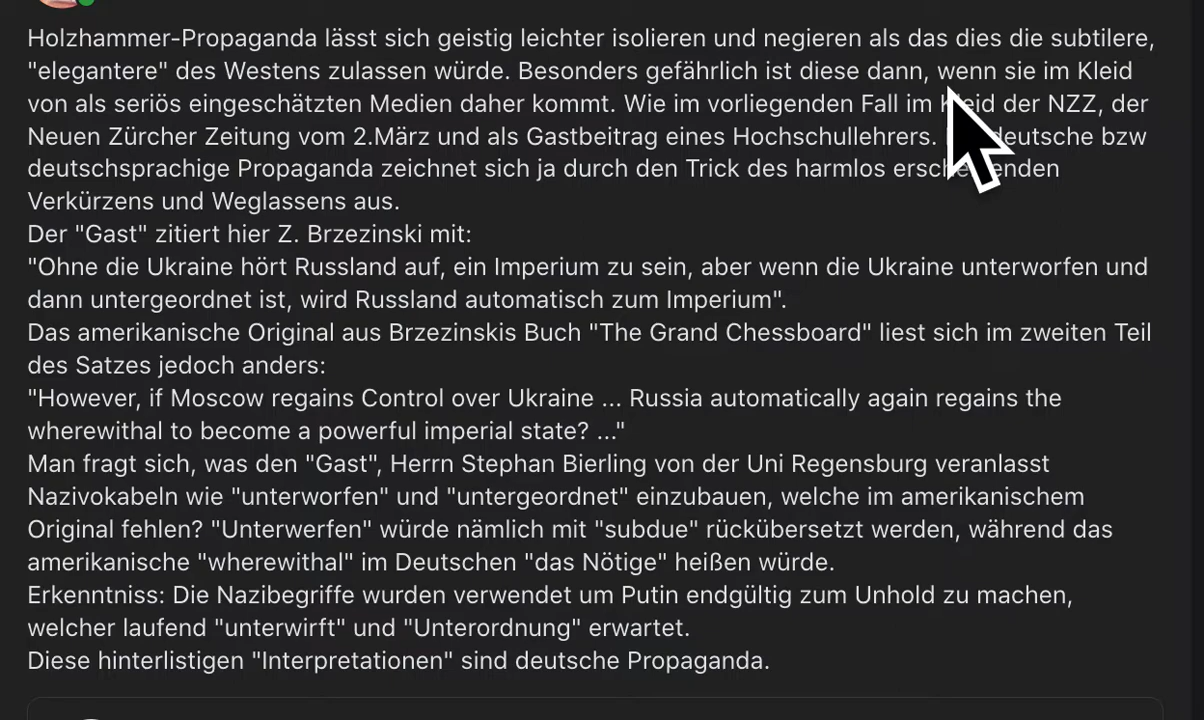 Holzhammer-Propaganda lässt sich geistig leichter isolieren und negieren als das dies die subtilere,
"elegantere" des Westens zulassen würde. Besonders gefährlich ist diese dann, wenn sie im Kleid
von als seriös eingeschätzten Medien daher kommt. Wie im vorliegenden Fall im Kleid der NZZ, der
Neuen Zürcher Zeitung vom 2.März und als Gastbeitrag eines Hochschullehrers. deutsche bzw
deutschsprachige Propaganda zeichnet sich ja durch den Trick des harmlos erscheinenden
Verkürzens und Weglassens aus.
Der "Gast" zitiert hier Z. Brzezinski mit:
"Ohne die Ukraine hört Russland auf, ein Imperium zu sein, aber wenn die Ukraine unterworfen und
dann untergeordnet ist, wird Russland automatisch zum Imperium".
Das amerikanische Original aus Brzezinskis Buch "The Grand Chessboard" liest sich im zweiten Teil
des Satzes jedoch anders:
"However, if Moscow regains Control over Ukraine ... Russia automatically again regains the
wherewithal to become a powerful imperial state? ..."
Man fragt sich, was den "Gast", Herrn Stephan Bierling von der Uni Regensburg veranlasst
Nazivokabeln wie "unterworfen" und "untergeordnet" einzubauen, welche im amerikanischem
Original fehlen? "Unterwerfen" würde nämlich mit "subdue" rückübersetzt werden, während das
amerikanische "wherewithal" im Deutschen "das Nötige" heißen würde.
Erkenntniss: Die Nazibegriffe wurden verwendet um Putin endgültig zum Unhold zu machen,
welcher laufend "unterwirft" und "Unterordnung" erwartet.
Diese hinterlistigen "Interpretationen" sind deutsche Propaganda.